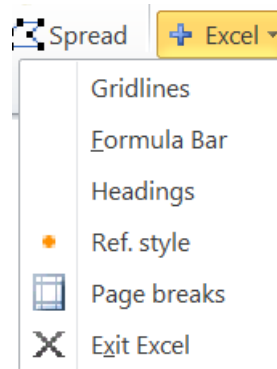 Spread Excel
Gridlines
Formula Bar
Headings
Ref. style
Page breaks
Exit Excel